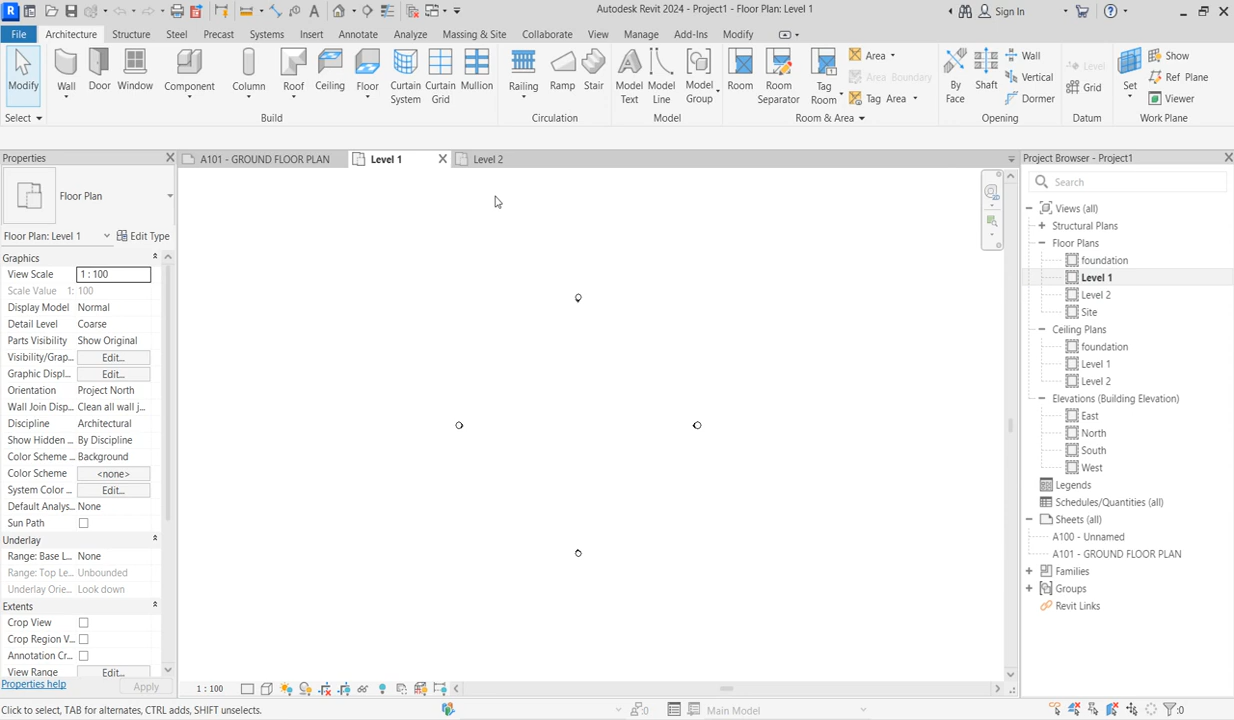 Autodesk Revit 2024 - Project1 - Floor Plan: Level 1
Sign In
File Architecture Structure Steel Precast Systems Insert Annotate Analyze Massing & Site Collaborate View Manage Add-Ins Modify
Modify Wall Door Window Component Column Roof Ceiling Floor Curtain System Curtain Grid Mullion Railing Ramp Stair Model Text Model Line Model Group Room Room Separator Tag Room Area Area Boundary Tag Area By Face Shaft Wall Vertical Dormer Level Grid Set Show Ref Plane Viewer
Select Build Circulation Model Room & Area Opening Datum Work Plane
Properties
A101 - GROUND FLOOR PLAN Level 1 Level 2
Project Browser - Project1
Floor Plan
Floor Plan: Level 1 Edit Type
Graphics
View Scale 1 : 100
Scale Value 1: 100
Display Model Normal
Detail Level Coarse
Parts Visibility Show Original
Visibility/Grap... Edit...
Graphic Displ... Edit...
Orientation Project North
Wall Join Disp... Clean all wall j...
Discipline Architectural
Show Hidden ... By Discipline
Color Scheme ... Background
Color Scheme <none>
System Color ... Edit...
Default Analys... None
Sun Path
Underlay
Range: Base L... None
Range: Top Le... Unbounded
Underlay Orie... Look down
Extents
Crop View
Crop Region V...
Annotation Cr...
View Range Edit...
Properties help Apply
Search
Views (all)
Structural Plans
Floor Plans
foundation
Level 1
Level 2
Site
Ceiling Plans
foundation
Level 1
Level 2
Elevations (Building Elevation)
East
North
South
West
Legends
Schedules/Quantities (all)
Sheets (all)
A100 - Unnamed
A101 - GROUND FLOOR PLAN
Families
Groups
Revit Links
1 : 100
Click to select, TAB for alternates, CTRL adds, SHIFT unselects.
:0
Main Model
:0